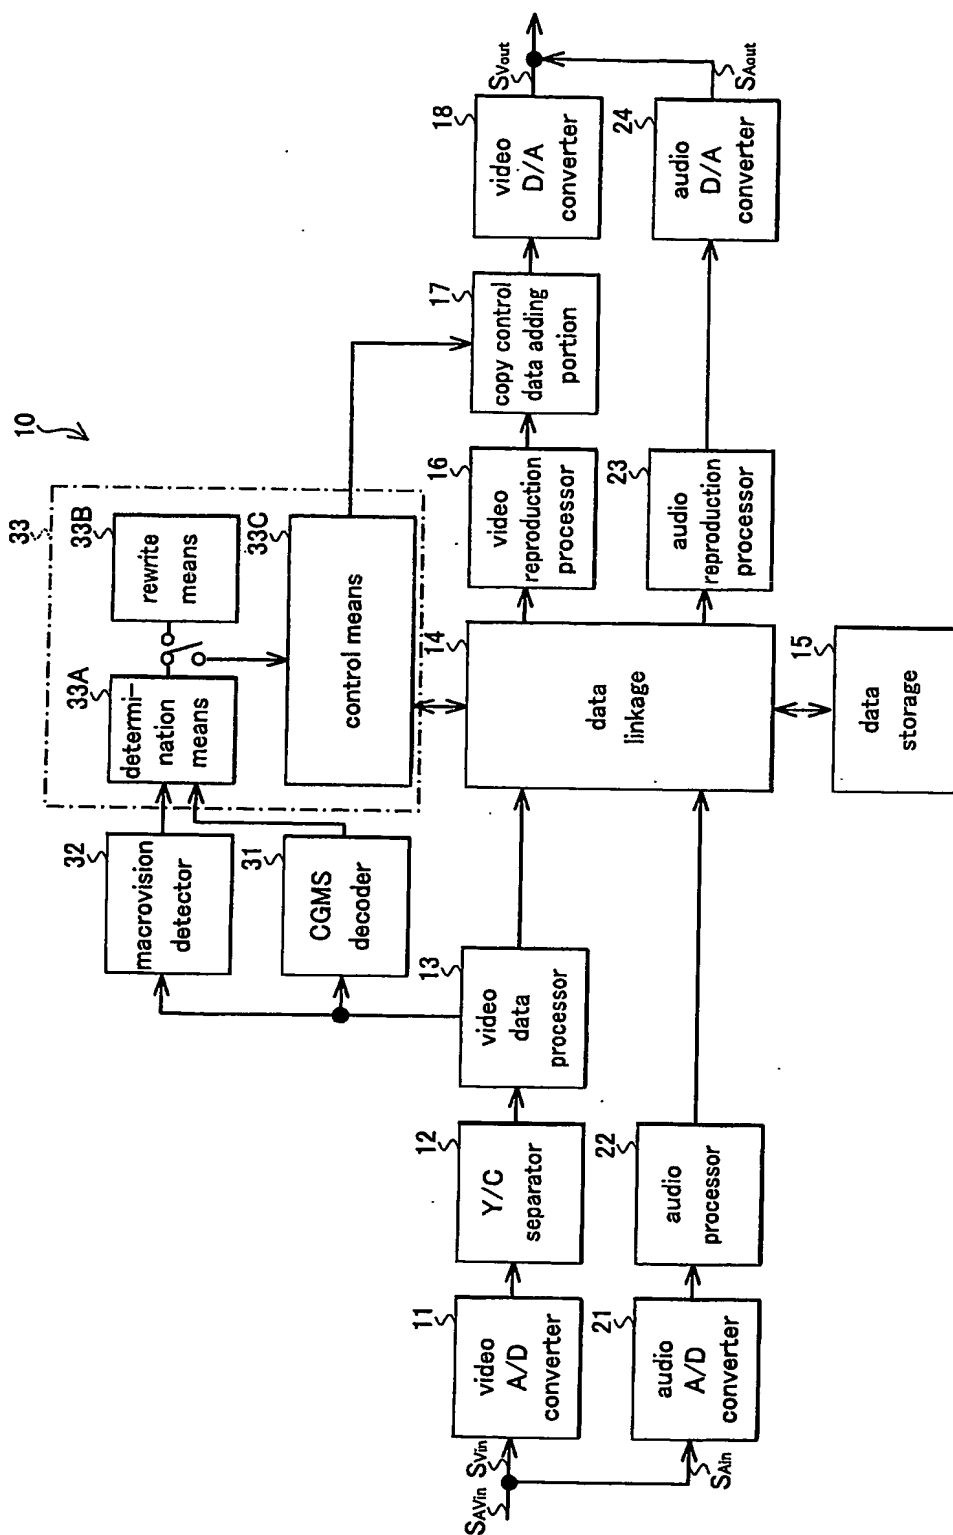 10
33
33A
determi-
nation
means
33B
rewrite
means
33C
control means
32
macrovision
detector
31
CGMS
decoder
SAVin
SVin
11
video
A/D
converter
12
Y/C
separator
13
video
data
processor
14
data
linkage
16
video
reproduction
processor
17
copy control
data adding
portion
18
video
D/A
converter
SVout
SAin
21
audio
A/D
converter
22
audio
processor
23
audio
reproduction
processor
24
audio
D/A
converter
SAout
15
data
storage